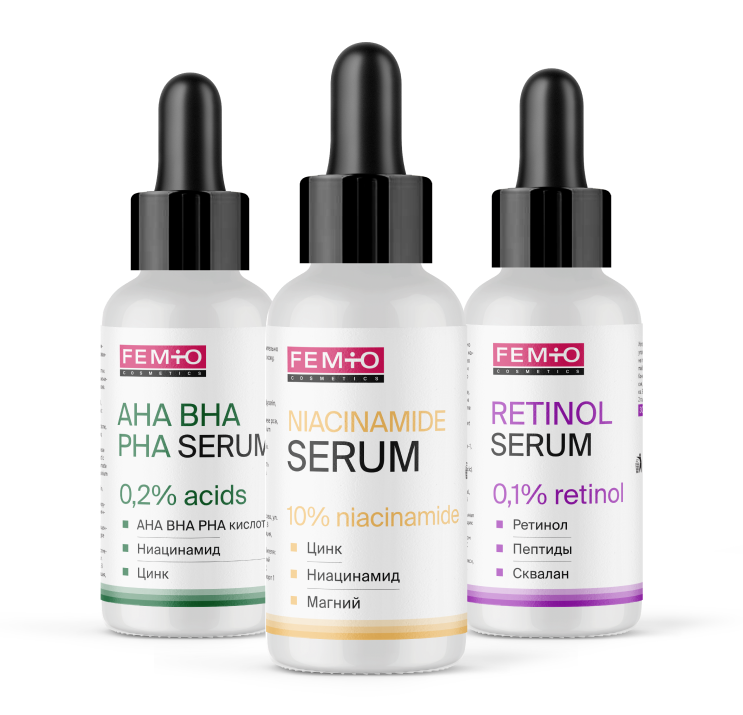 FEMiO
COSMETICS
AHA BHA
PHA SERUM
0,2% acids
AHA BHA PHA кислот
Ниацинамид
Цинк
FEMiO
COSMETICS
NIACINAMIDE
SERUM
10% niacinamide
Цинк
Ниацинамид
Магний
FEMiO
COSMETICS
RETINOL
SERUM
0,1% retinol
Ретинол
Пептиды
Сквалан